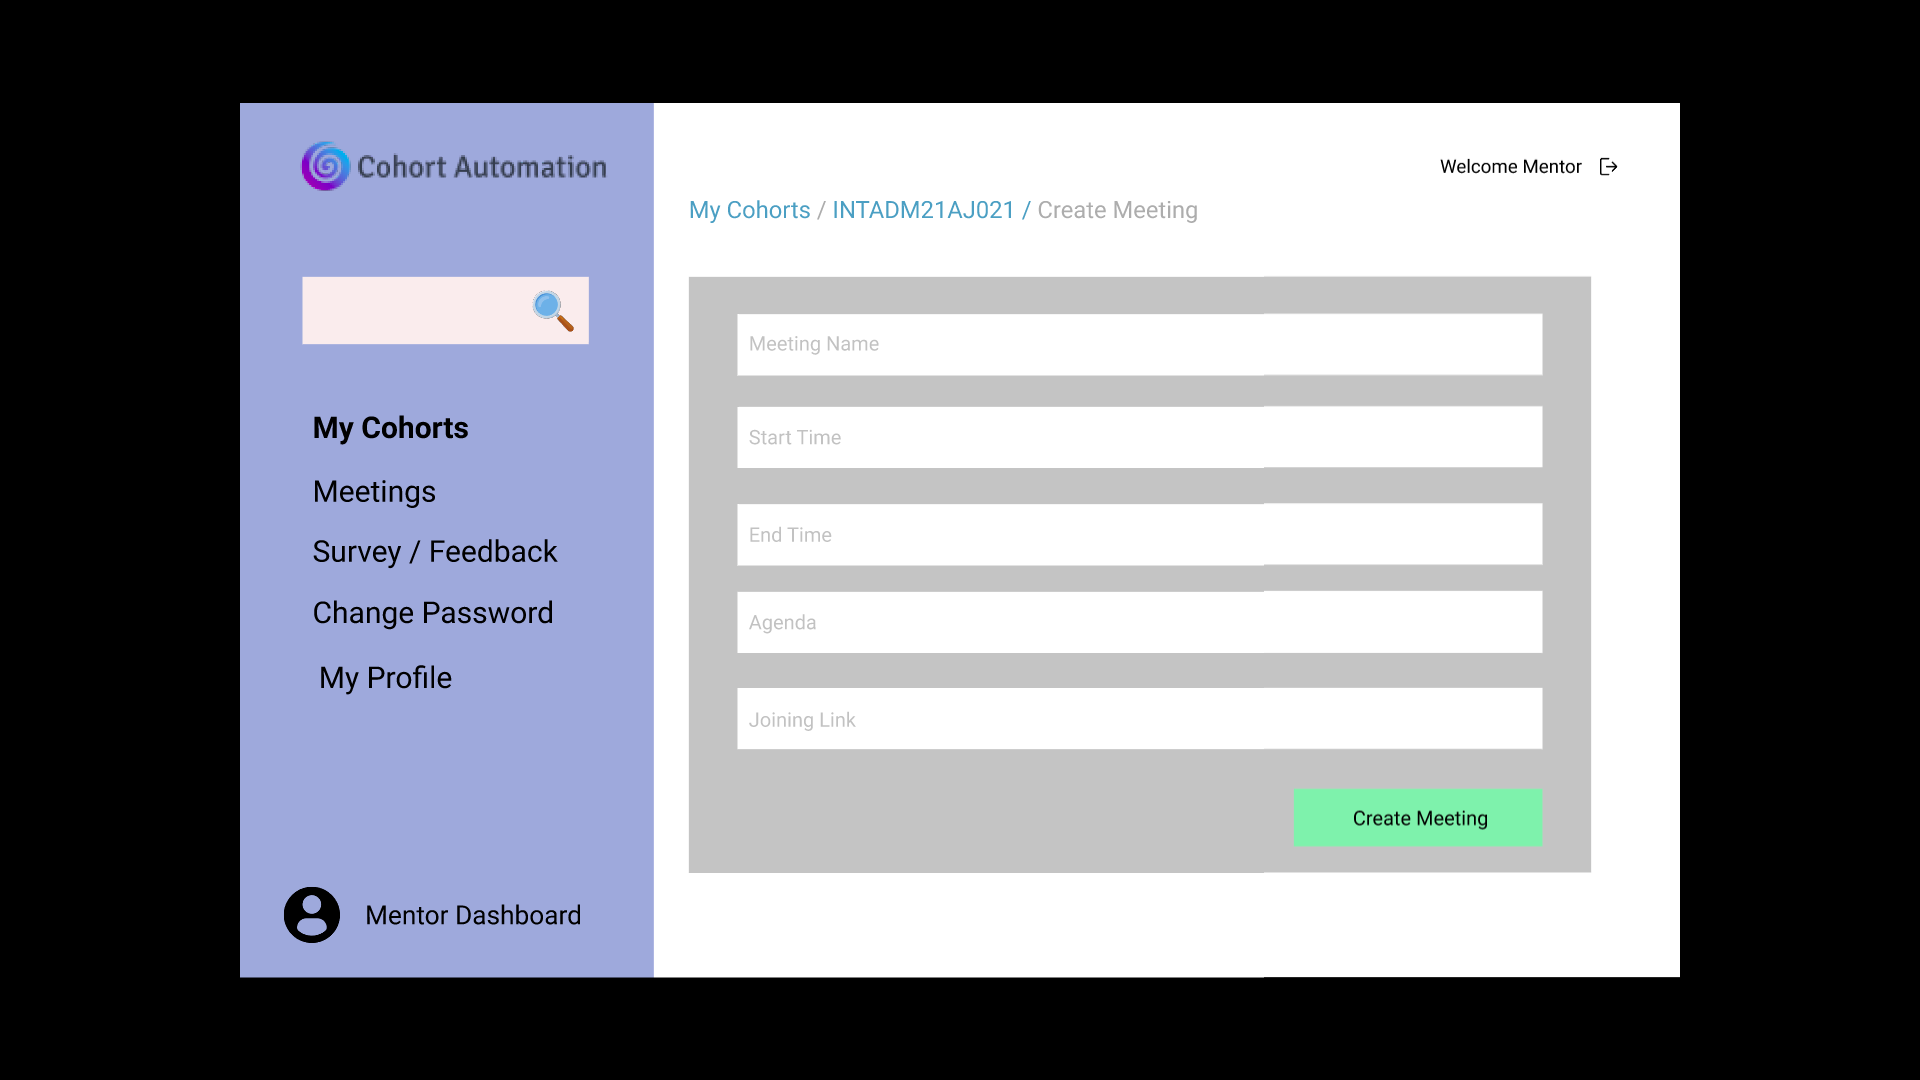 Cohort Automation
Welcome Mentor
My Cohorts / INTADM21AJ021 / Create Meeting
My Cohorts
Meetings
Survey / Feedback
Change Password
My Profile
Mentor Dashboard
Meeting Name
Start Time
End Time
Agenda
Joining Link
Create Meeting